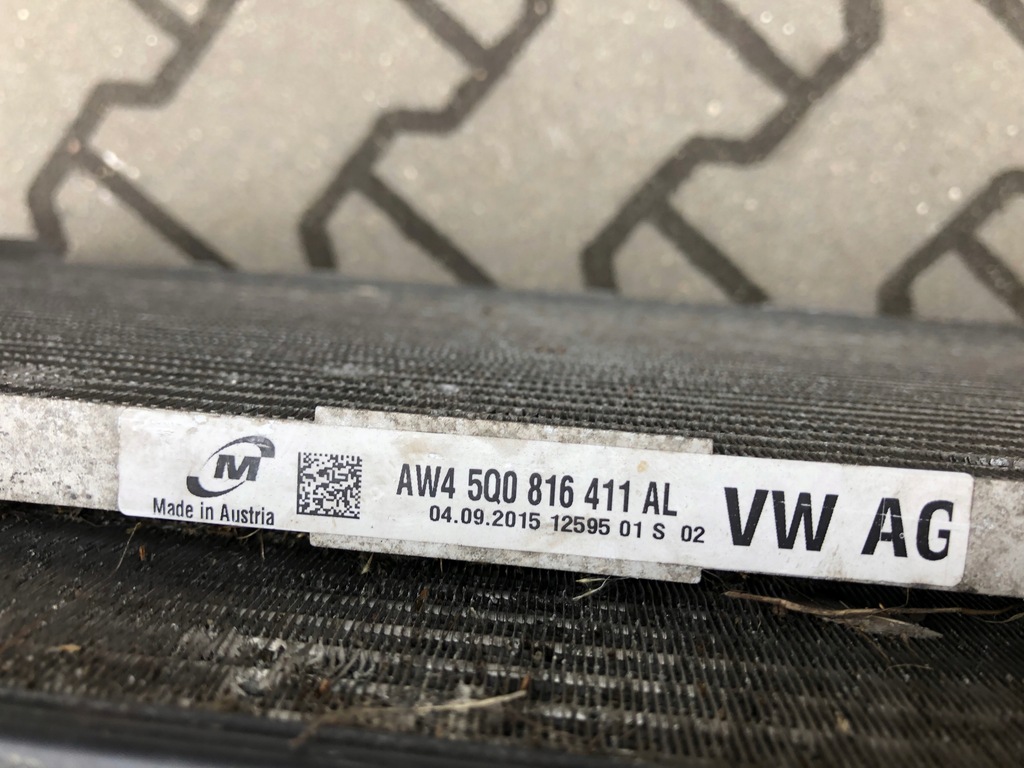 M
Made in Austria
AW4 5Q0 816 411 AL
04.09.2015 12595 01 S 02
VW AG